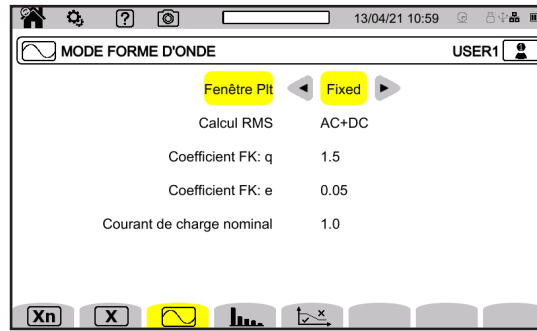 ?
13/04/21 10:59
MODE FORME D'ONDE
USER1
Fenêtre Plt Fixed
Calcul RMS AC+DC
Coefficient FK: q 1.5
Coefficient FK: e 0.05
Courant de charge nominal 1.0
Xn X